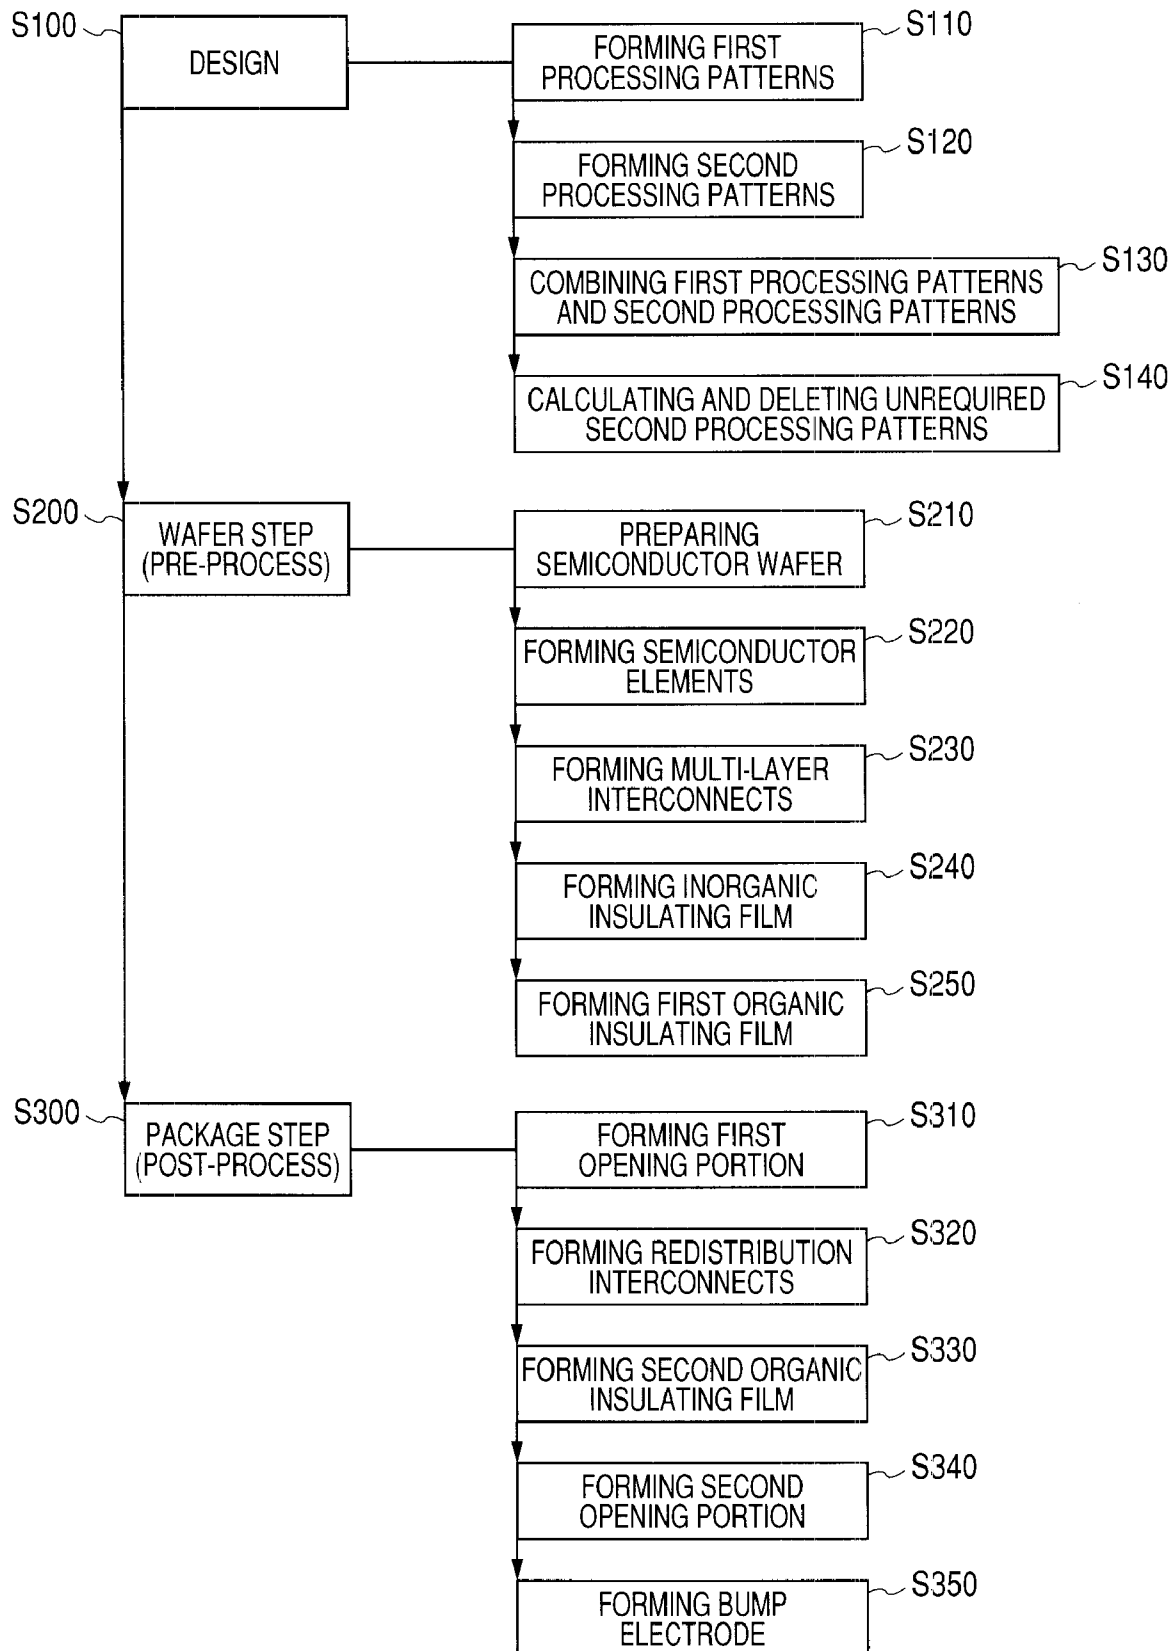 S100
DESIGN
S110
FORMING FIRST
PROCESSING PATTERNS
S120
FORMING SECOND
PROCESSING PATTERNS
S130
COMBINING FIRST PROCESSING PATTERNS
AND SECOND PROCESSING PATTERNS
S140
CALCULATING AND DELETING UNREQUIRED
SECOND PROCESSING PATTERNS
S200
WAFER STEP
(PRE-PROCESS)
S210
PREPARING
SEMICONDUCTOR WAFER
S220
FORMING SEMICONDUCTOR
ELEMENTS
S230
FORMING MULTI-LAYER
INTERCONNECTS
S240
FORMING INORGANIC
INSULATING FILM
S250
FORMING FIRST ORGANIC
INSULATING FILM
S300
PACKAGE STEP
(POST-PROCESS)
S310
FORMING FIRST
OPENING PORTION
S320
FORMING REDISTRIBUTION
INTERCONNECTS
S330
FORMING SECOND ORGANIC
INSULATING FILM
S340
FORMING SECOND
OPENING PORTION
S350
FORMING BUMP
ELECTRODE